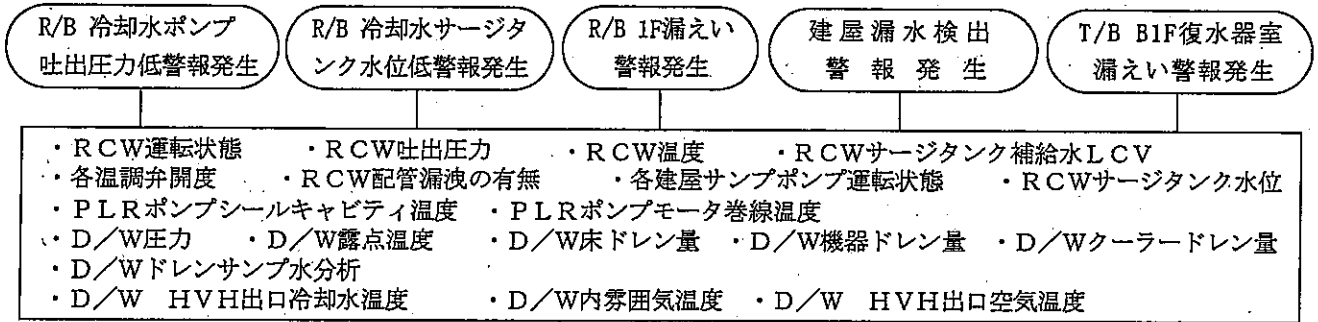 R/B 冷却水ポンプ
吐出圧力低警報発生
R/B 冷却水サージタ
ンク水位低警報発生
R/B 1F漏えい
警報発生
建屋漏水検出
警報発生
T/B B1F復水器室
漏えい警報発生
・RCW運転状態 ・RCW吐出圧力 ・RCW温度 ・RCWサージタンク補給水LCV
・各温調弁開度 ・RCW配管漏洩の有無 ・各建屋サンプポンプ運転状態 ・RCWサージタンク水位
・PLRポンプシールキャビティ温度 ・PLRポンプモータ巻線温度
・D/W圧力 ・D/W露点温度 ・D/W床ドレン量 ・D/W機器ドレン量 ・D/Wクーラードレン量
・D/Wドレンサンプ水分析
・D/W HVH出口冷却水温度 ・D/W内雰囲気温度 ・D/W HVH出口空気温度